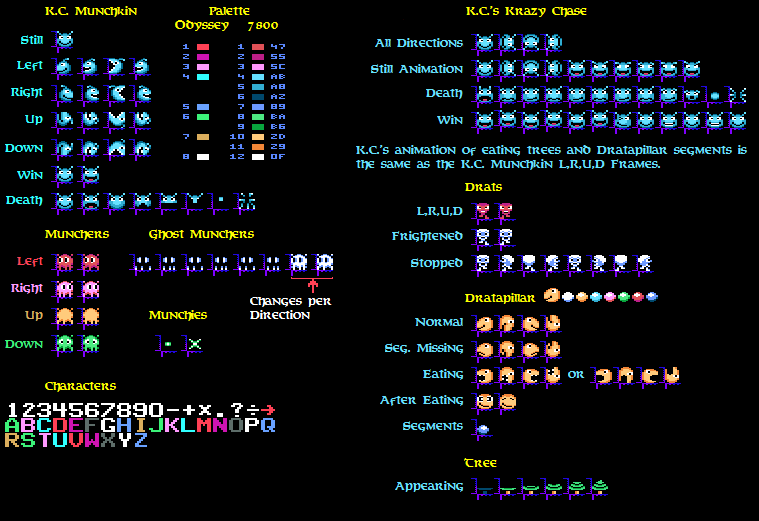 K.C. Munchkin
Still
Left
Right
Up
Down
Win
Death
Palette
Odyssey 7800
1 1 47
2 2 55
3 3 5C
4 4 AB
5 A8
6 A2
5 7 89
6 8 BA
9 B6
7 10 2D
11 29
8 12 0F
Munchers
Left
Right
Up
Down
Ghost Munchers
Changes per
Direction
Munchies
Characters
1234567890-+x.?÷→
ABCDEFGHIJKLMNOPQ
RSTUVWXYZ
K.C.'s Krazy Chase
All Directions
Still Animation
Death
Win
K.C.'s animation of eating trees and Dratapillar segments is
the same as the K.C. Munchkin L,R,U,D Frames.
Drats
L,R,U,D
Frightened
Stopped
Dratapillar
Normal
Seg. Missing
Eating or
After Eating
Segments
Tree
Appearing